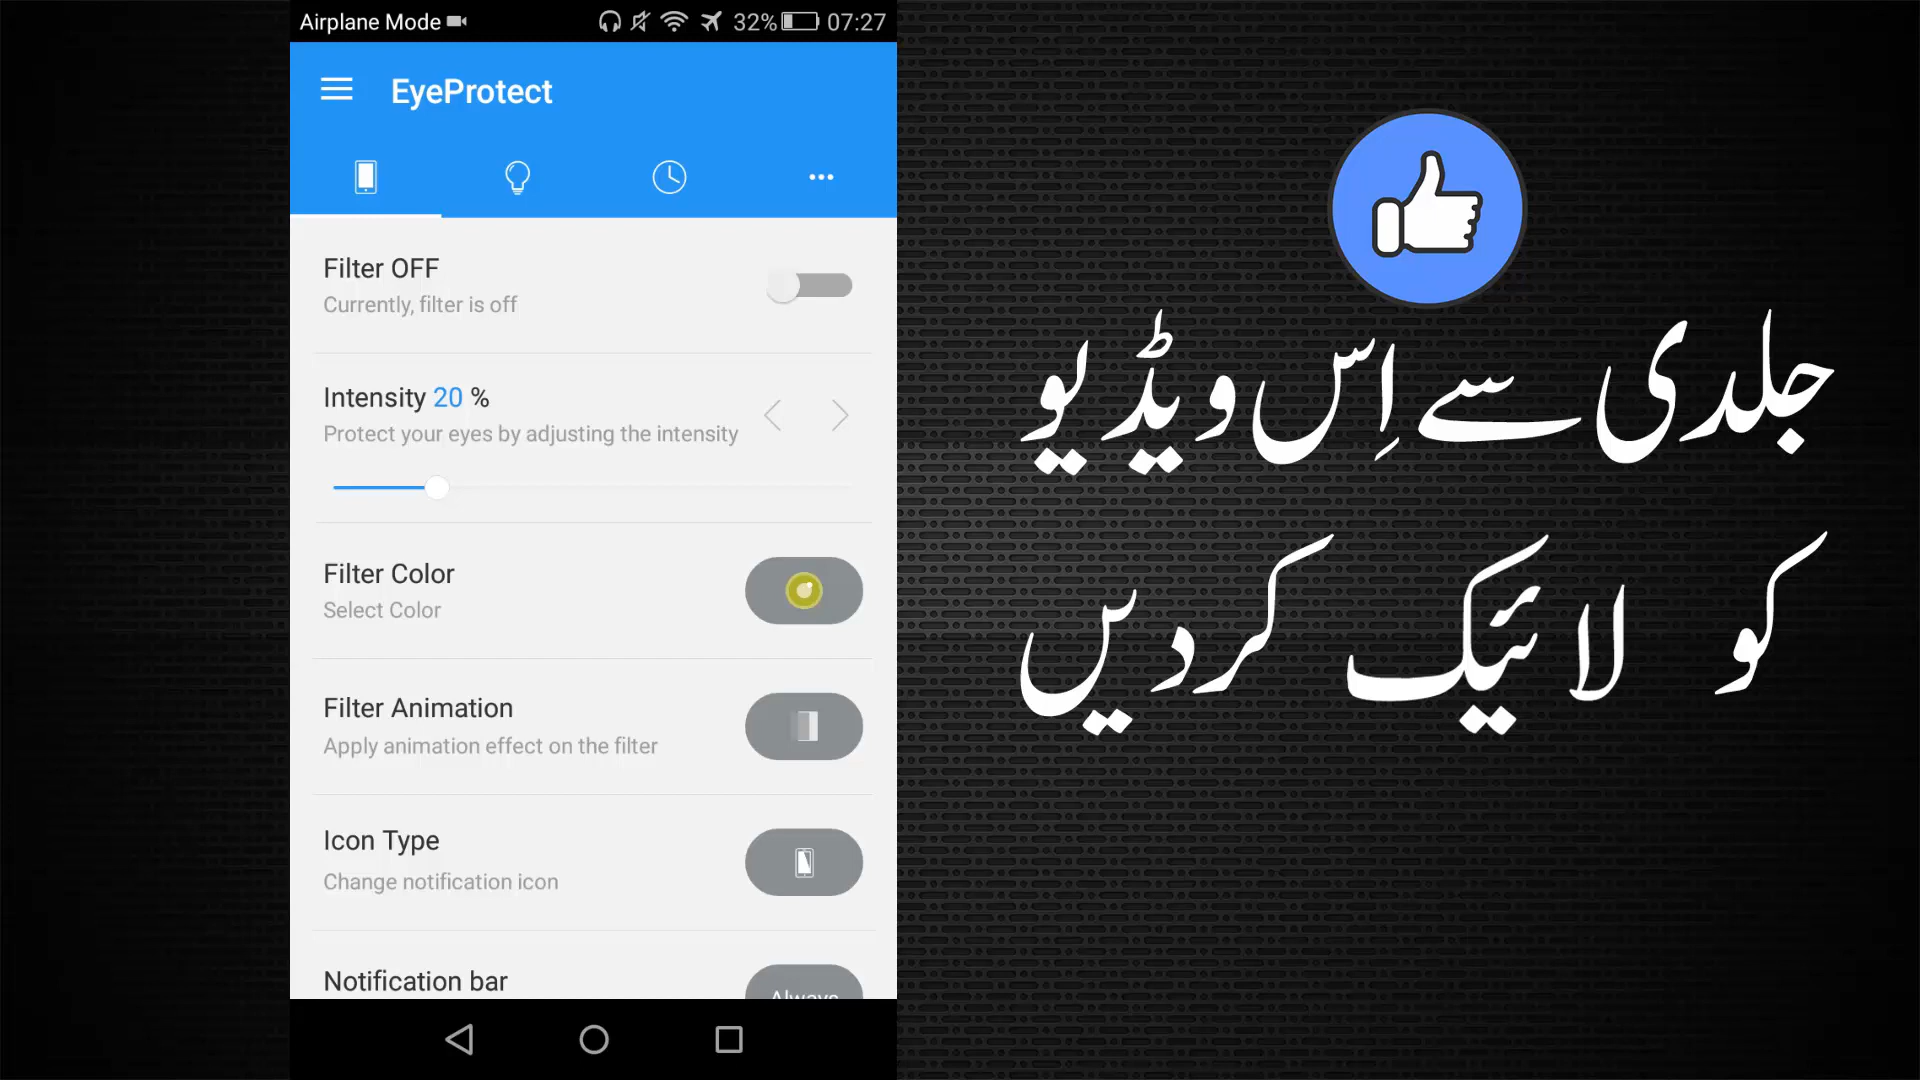 Airplane Mode
32% 07:27
EyeProtect
Filter OFF
Currently, filter is off
Intensity 20 %
Protect your eyes by adjusting the intensity
Filter Color
Select Color
Filter Animation
Apply animation effect on the filter
Icon Type
Change notification icon
Notification bar
Always
جلدی سے اِس ویڈیو
کو لائیک کردیں